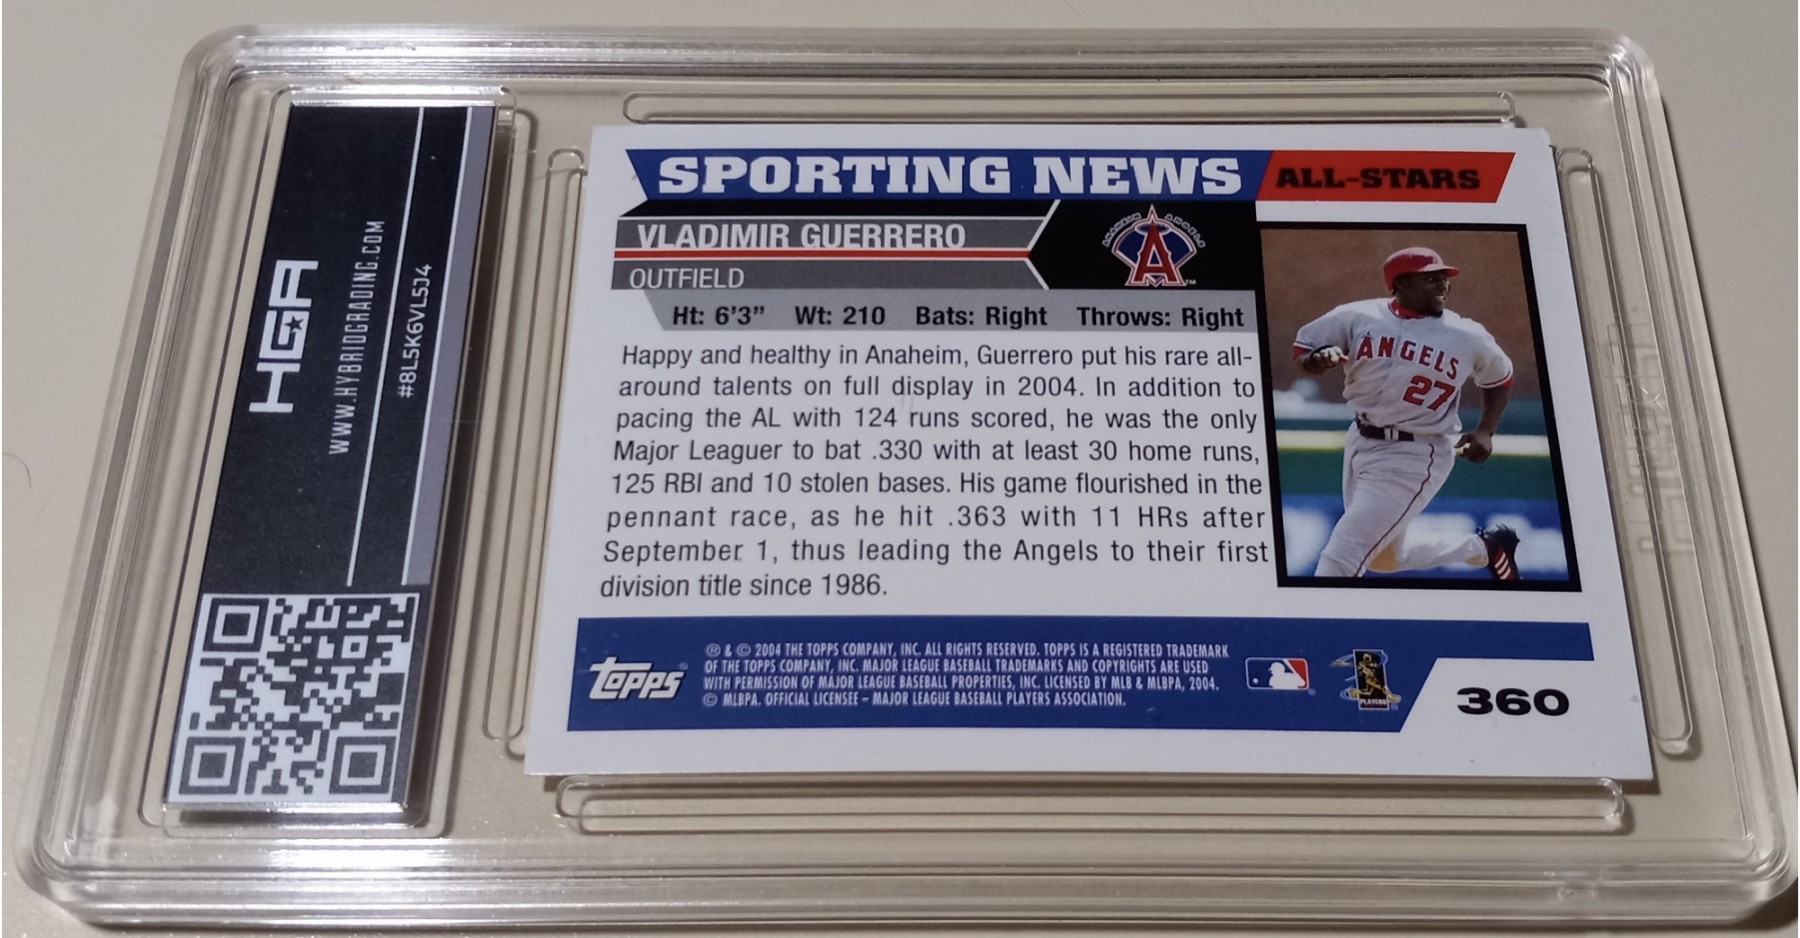 HGA
WWW.HYBRIDGRADING.COM
#8L5K6VL5J4
SPORTING NEWS ALL-STARS
VLADIMIR GUERRERO
OUTFIELD
ANAHEIM ANGELS
A
TM
Ht: 6'3” Wt: 210 Bats: Right Throws: Right
Happy and healthy in Anaheim, Guerrero put his rare all-
around talents on full display in 2004. In addition to
pacing the AL with 124 runs scored, he was the only
Major Leaguer to bat .330 with at least 30 home runs,
125 RBI and 10 stolen bases. His game flourished in the
pennant race, as he hit .363 with 11 HRs after
September 1, thus leading the Angels to their first
division title since 1986.
ANGELS
27
Topps®
® & © 2004 THE TOPPS COMPANY, INC. ALL RIGHTS RESERVED. TOPPS IS A REGISTERED TRADEMARK
OF THE TOPPS COMPANY, INC. MAJOR LEAGUE BASEBALL TRADEMARKS AND COPYRIGHTS ARE USED
WITH PERMISSION OF MAJOR LEAGUE BASEBALL PROPERTIES, INC. LICENSED BY MLB & MLBPA, 2004.
© MLBPA. OFFICIAL LICENSEE – MAJOR LEAGUE BASEBALL PLAYERS ASSOCIATION.
PLAYERS
360